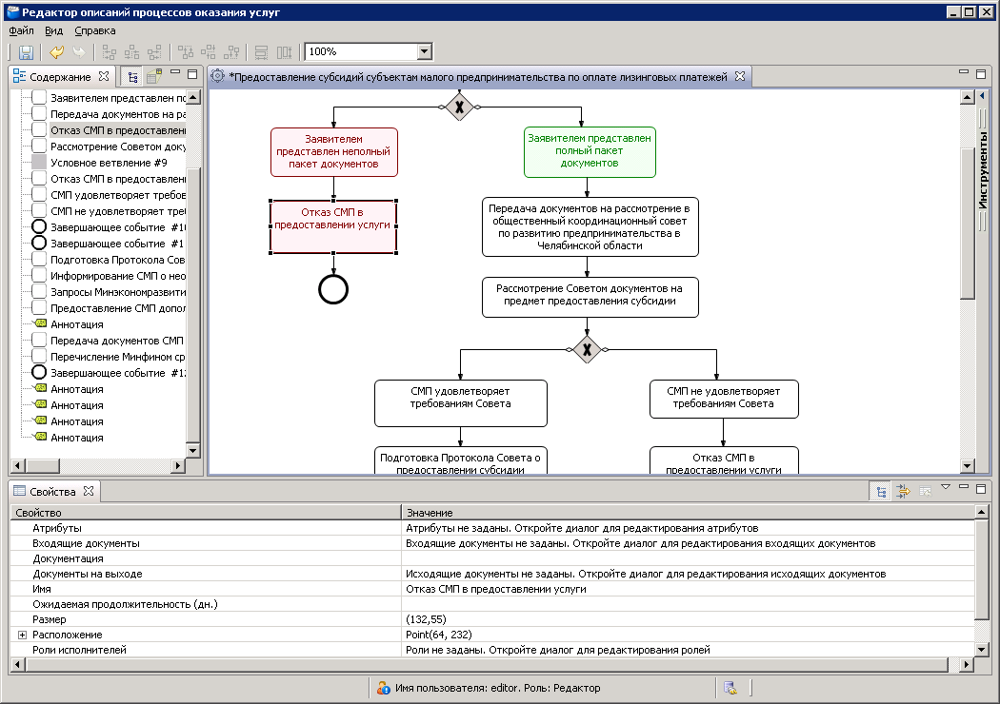 Редактор описаний процессов оказания услуг
Файл Вид Справка
100%
Содержание
*Предоставление субсидий субъектам малого предпринимательства по оплате лизинговых платежей
Заявителем представлен
Передача документов на
Отказ СМП в предоставлен
Рассмотрение Советом доку
Условное ветвление #9
Отказ СМП в предоставлен
СМП удовлетворяет требов
СМП не удовлетворяет тре
Завершающее событие #1
Завершающее событие #1
Подготовка Протокола Сов
Информирование СМП о нео
Запросы Минэкономразвити
Предоставление СМП допол
Аннотация
Передача документов СМП
Перечисление Минфином ср
Завершающее событие #1
Аннотация
Аннотация
Аннотация
Аннотация
X
Заявителем
представлен неполный
пакет документов
Заявителем представлен
полный пакет
документов
Отказ СМП в
предоставлении услуги
Передача документов на рассмотрение в
общественный координационный совет
по развитию предпринимательства в
Челябинской области
Рассмотрение Советом документов на
предмет предоставления субсидии
X
СМП удовлетворяет
требованиям Совета
СМП не удовлетворяет
требованиям Совета
Подготовка Протокола Совета о
предоставлении субсидии
Отказ СМП в
предоставлении услуги
Инструменты
Свойства
Свойство Значение
Атрибуты Атрибуты не заданы. Откройте диалог для редактирования атрибутов
Входящие документы Входящие документы не заданы. Откройте диалог для редактирования входящих документов
Документация
Документы на выходе Исходящие документы не заданы. Откройте диалог для редактирования исходящих документов
Имя Отказ СМП в предоставлении услуги
Ожидаемая продолжительность (дн.)
Размер (132,55)
Расположение Point(64, 232)
Роли исполнителей Роли не заданы. Откройте диалог для редактирования ролей
Имя пользователя: editor. Роль: Редактор